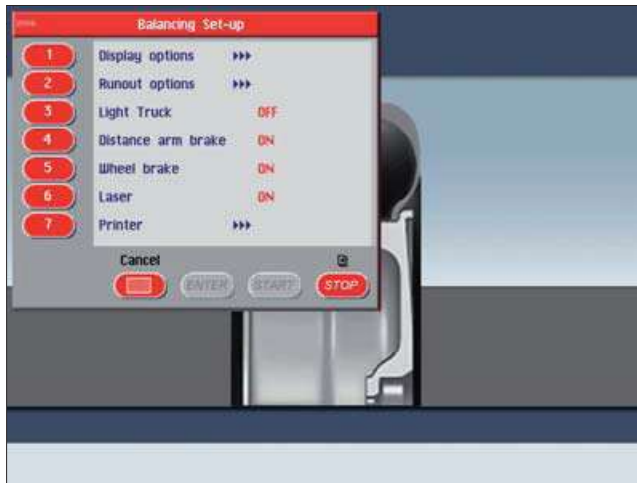 Balancing Set-up
1 Display options
2 Runout options
3 Light Truck OFF
4 Distance arm brake ON
5 Wheel brake ON
6 Laser ON
7 Printer
Cancel
ENTER START STOP